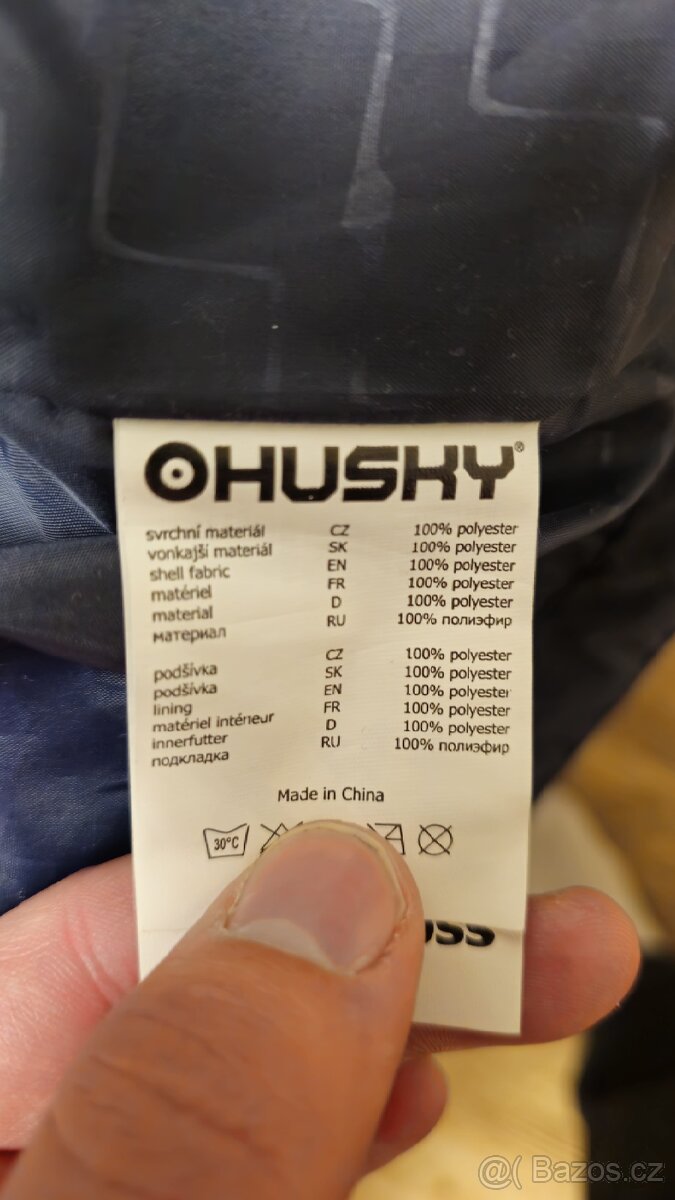 HUSKY®
svrchní materiál CZ 100% polyester
vonkajší materiál SK 100% polyester
shell fabric EN 100% polyester
matériel FR 100% polyester
material D 100% polyester
материал RU 100% полиэфир
podšívka CZ 100% polyester
podšívka SK 100% polyester
lining EN 100% polyester
matériel intérieur FR 100% polyester
innerfutter D 100% polyester
подкладка RU 100% полиэфир
Made in China
30°C
@( Bazos.cz